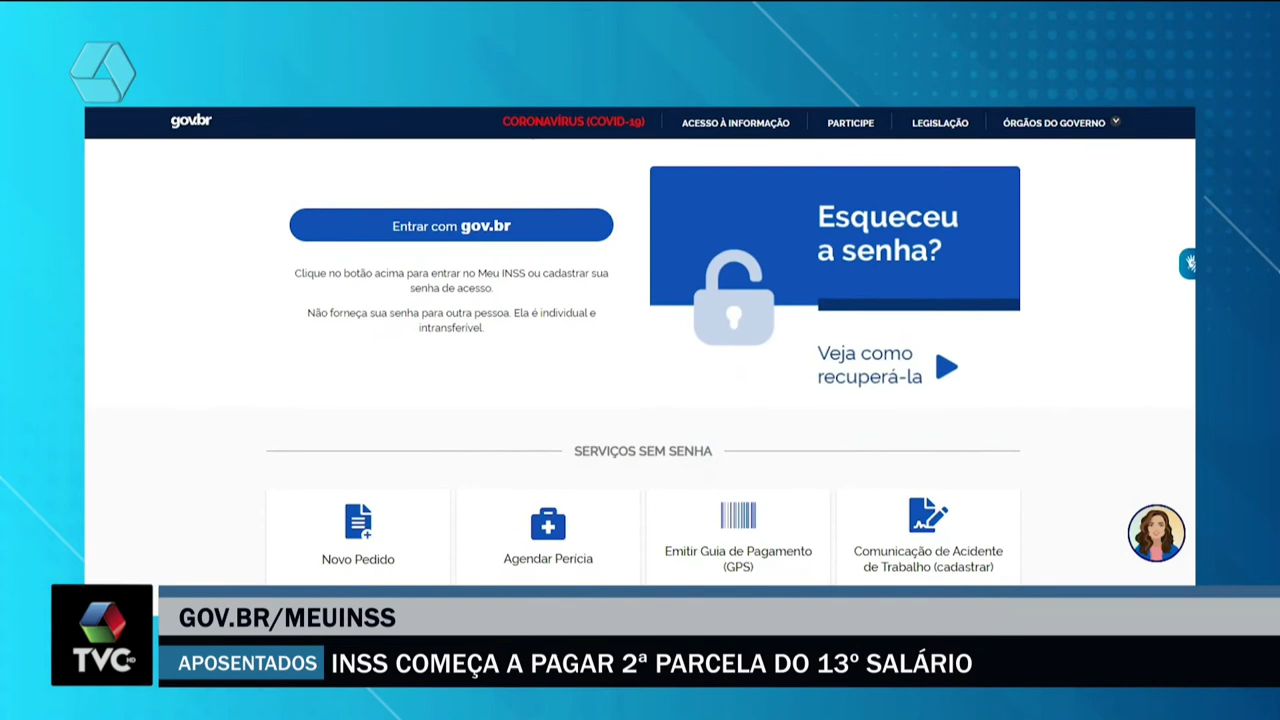 gov.br
CORONAVÍRUS (COVID-19)
ACESSO À INFORMAÇÃO
PARTICIPE
LEGISLAÇÃO
ÓRGÃOS DO GOVERNO
Entrar com gov.br
Clique no botão acima para entrar no Meu INSS ou cadastrar sua
senha de acesso.
Não forneça sua senha para outra pessoa. Ela é individual e
intransferível.
Esqueceu
a senha?
Veja como
recuperá-la
SERVIÇOS SEM SENHA
Novo Pedido
Agendar Perícia
Emitir Guia de Pagamento
(GPS)
Comunicação de Acidente
de Trabalho (cadastrar)
TVC HD
GOV.BR/MEUINSS
APOSENTADOS
INSS COMEÇA A PAGAR 2ª PARCELA DO 13º SALÁRIO